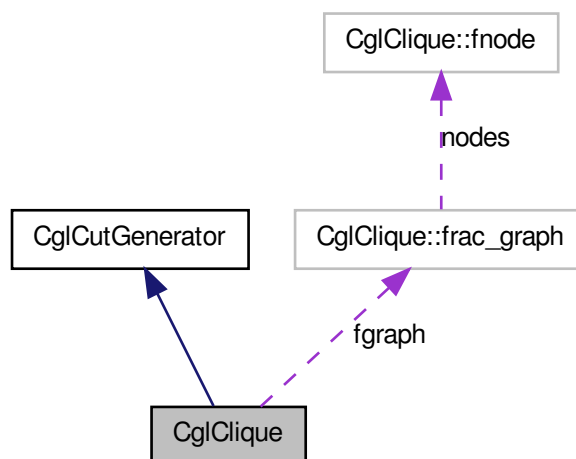 CglClique::fnode
nodes
CglCutGenerator
CglClique::frac_graph
fgraph
CglClique